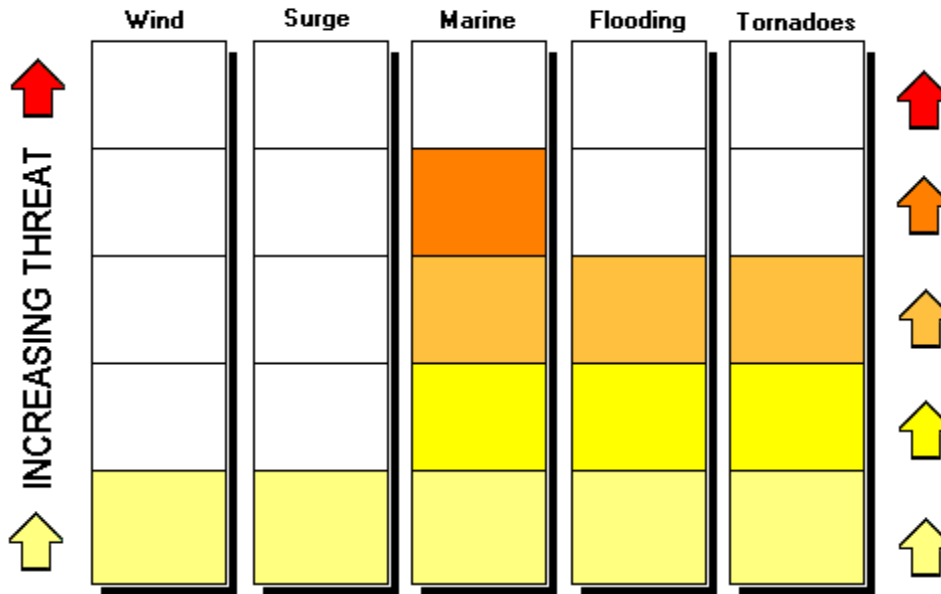 Wind
Surge
Marine
Flooding
Tornadoes
INCREASING THREAT